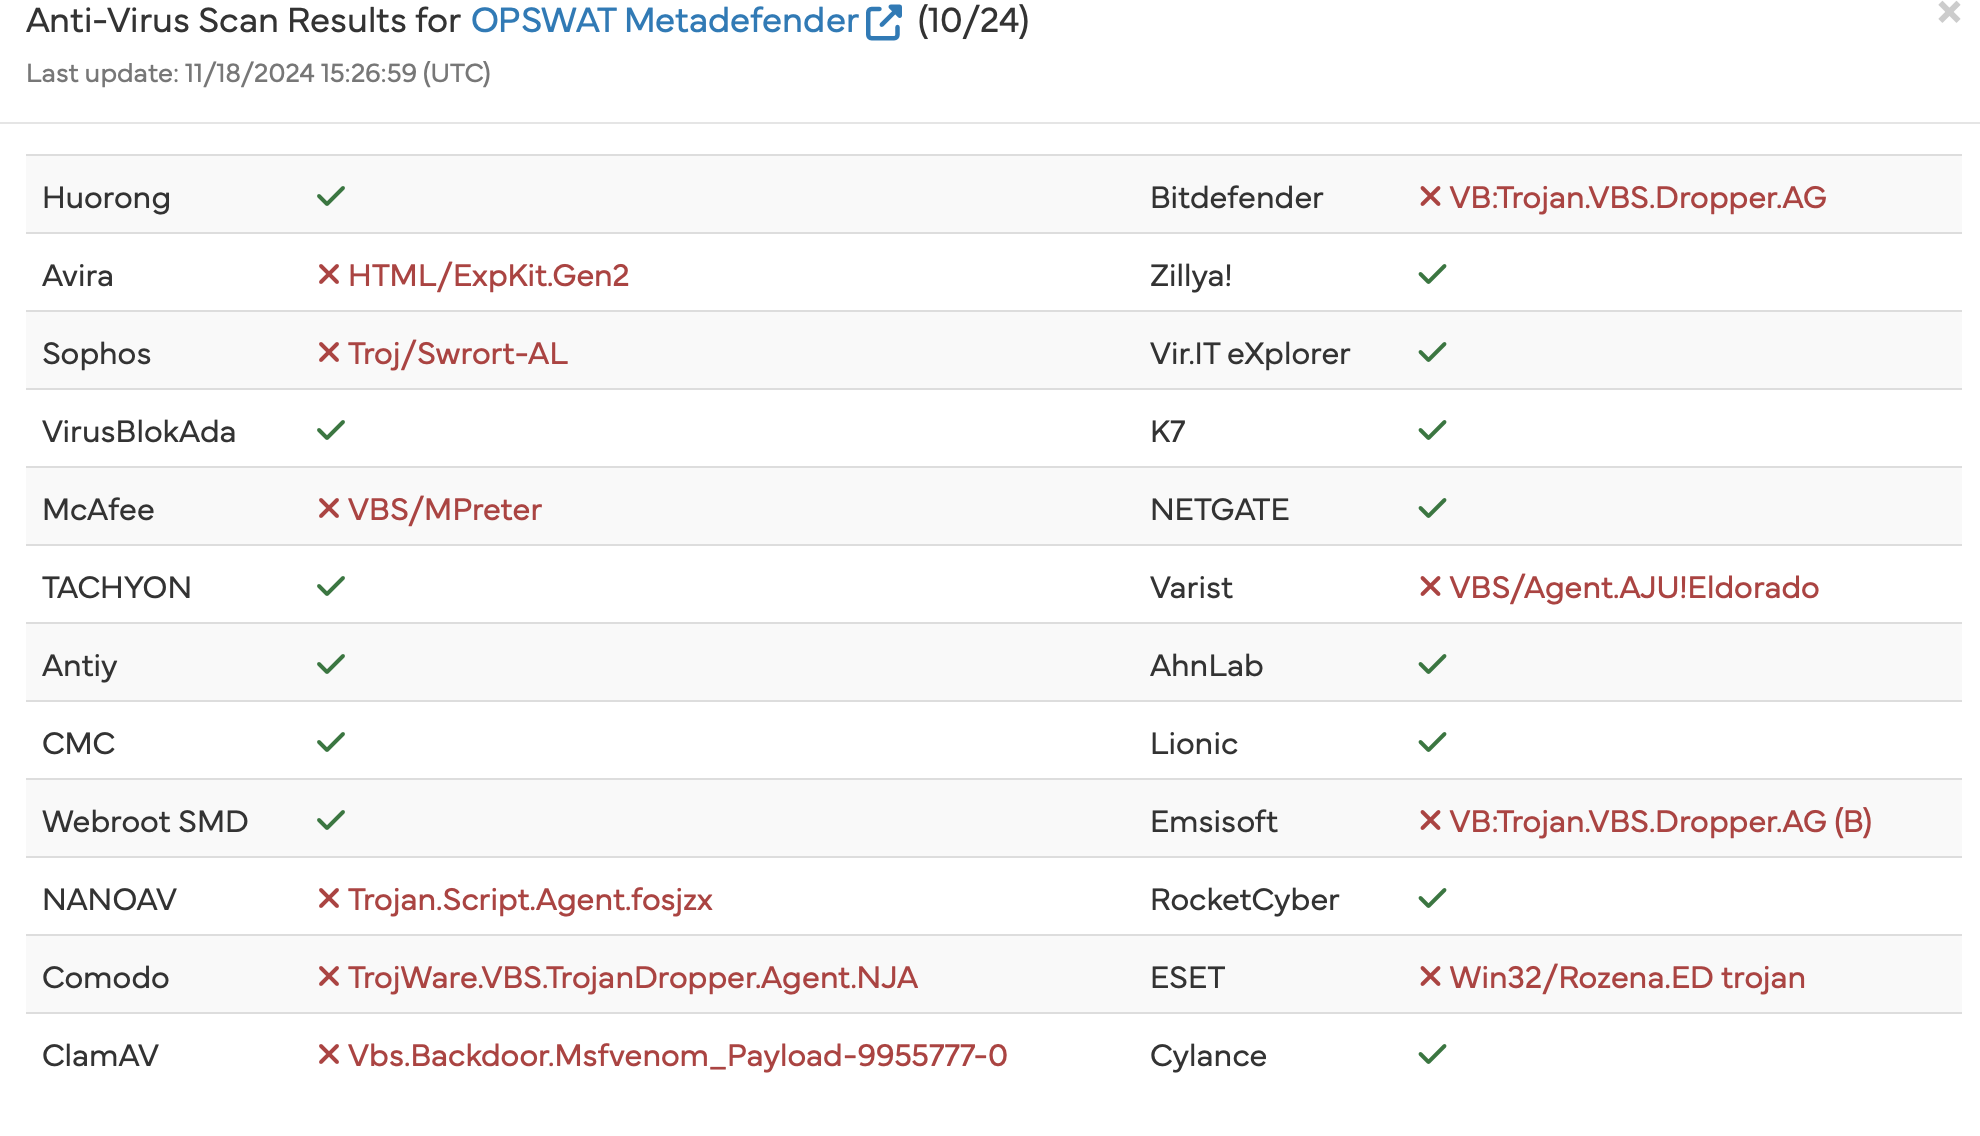 Anti-Virus Scan Results for OPSWAT Metadefender (10/24)
Last update: 11/18/2024 15:26:59 (UTC)
Huorong Bitdefender VB:Trojan.VBS.Dropper.AG
Avira HTML/ExpKit.Gen2 Zillya!
Sophos Troj/Swrort-AL Vir.IT eXplorer
VirusBlokAda K7
McAfee VBS/MPreter NETGATE
TACHYON Varist VBS/Agent.AJU!Eldorado
Antiy AhnLab
CMC Lionic
Webroot SMD Emsisoft VB:Trojan.VBS.Dropper.AG (B)
NANOAV Trojan.Script.Agent.fosjzx RocketCyber
Comodo TrojWare.VBS.TrojanDropper.Agent.NJA ESET Win32/Rozena.ED trojan
ClamAV Vbs.Backdoor.Msfvenom_Payload-9955777-0 Cylance